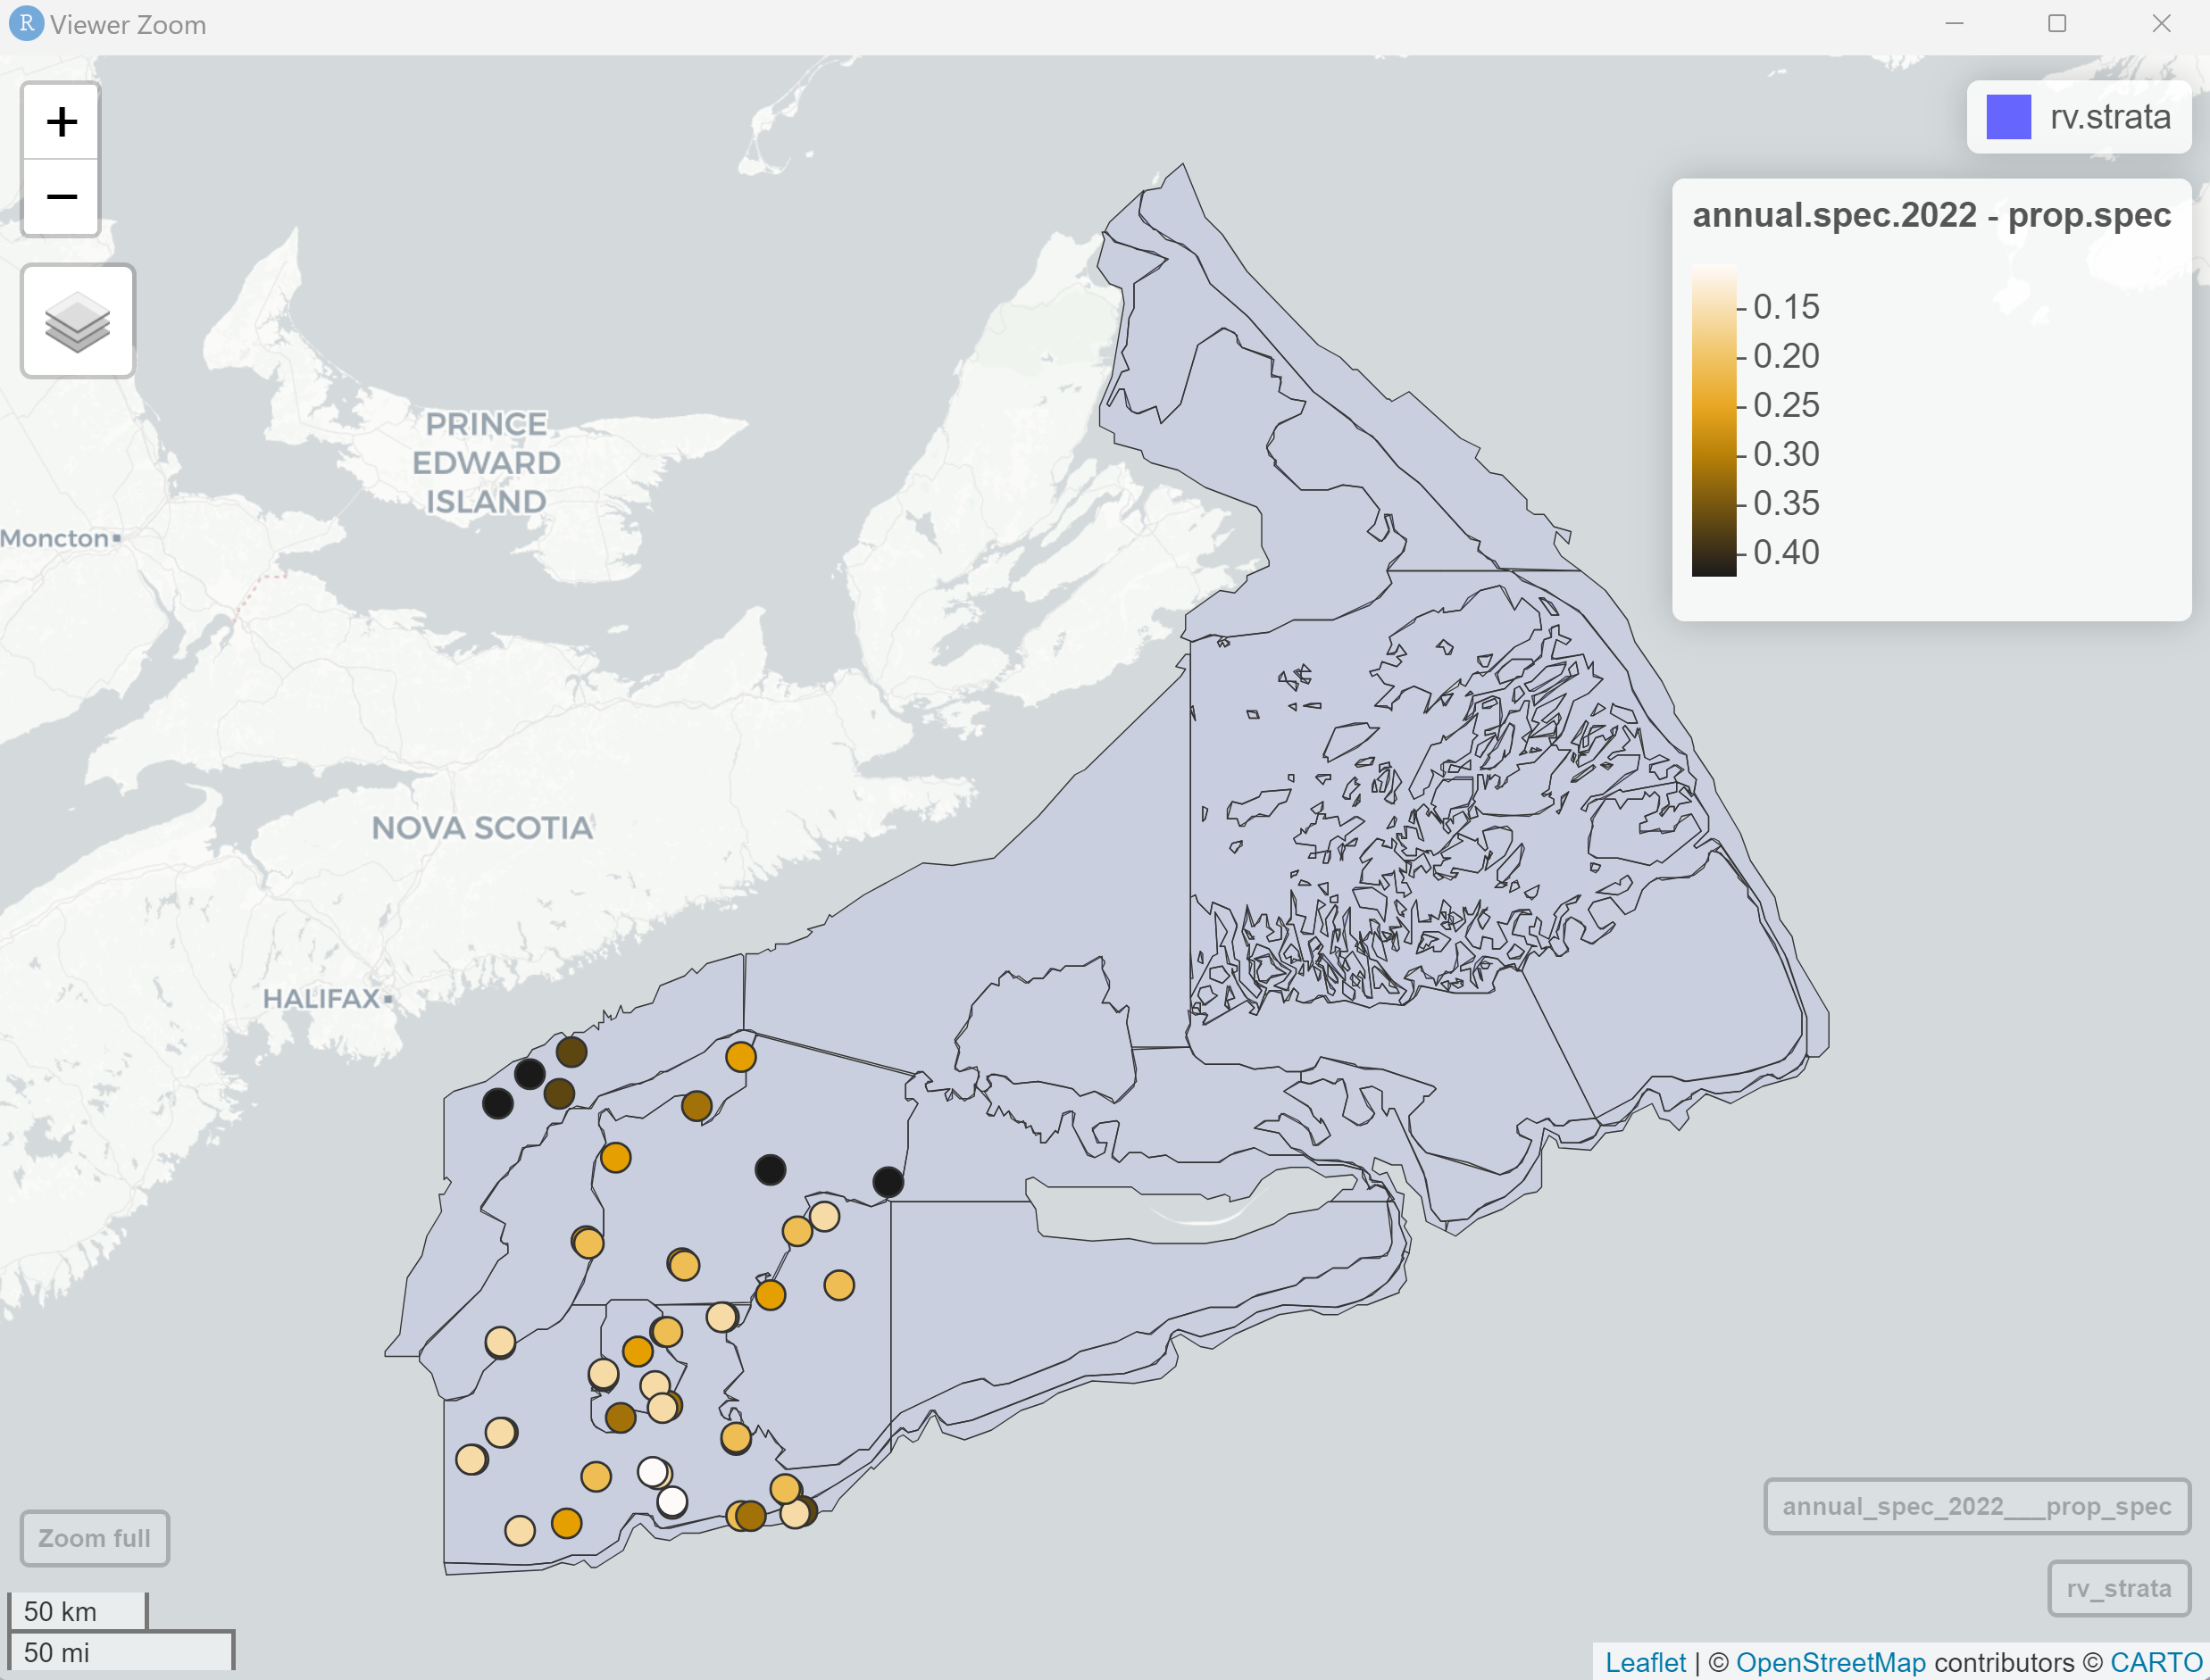 R Viewer Zoom
+
−
rv.strata
annual.spec.2022 - prop.spec
0.15
0.20
0.25
0.30
0.35
0.40
PRINCE
EDWARD
ISLAND
Moncton
NOVA SCOTIA
HALIFAX
annual_spec_2022___prop_spec
Zoom full
rv_strata
50 km
50 mi
Leaflet | © OpenStreetMap contributors © CARTO